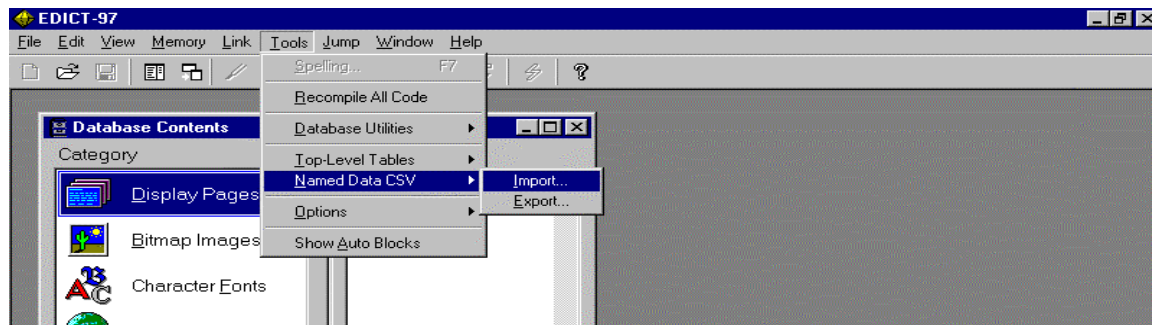 EDICT-97
File Edit View Memory Link Tools Jump Window Help
Spelling... F7
Recompile All Code
Database Utilities
Top-Level Tables
Named Data CSV
Options
Show Auto Blocks
Import...
Export...
Database Contents
Category
Display Pages
Bitmap Images
Character Fonts